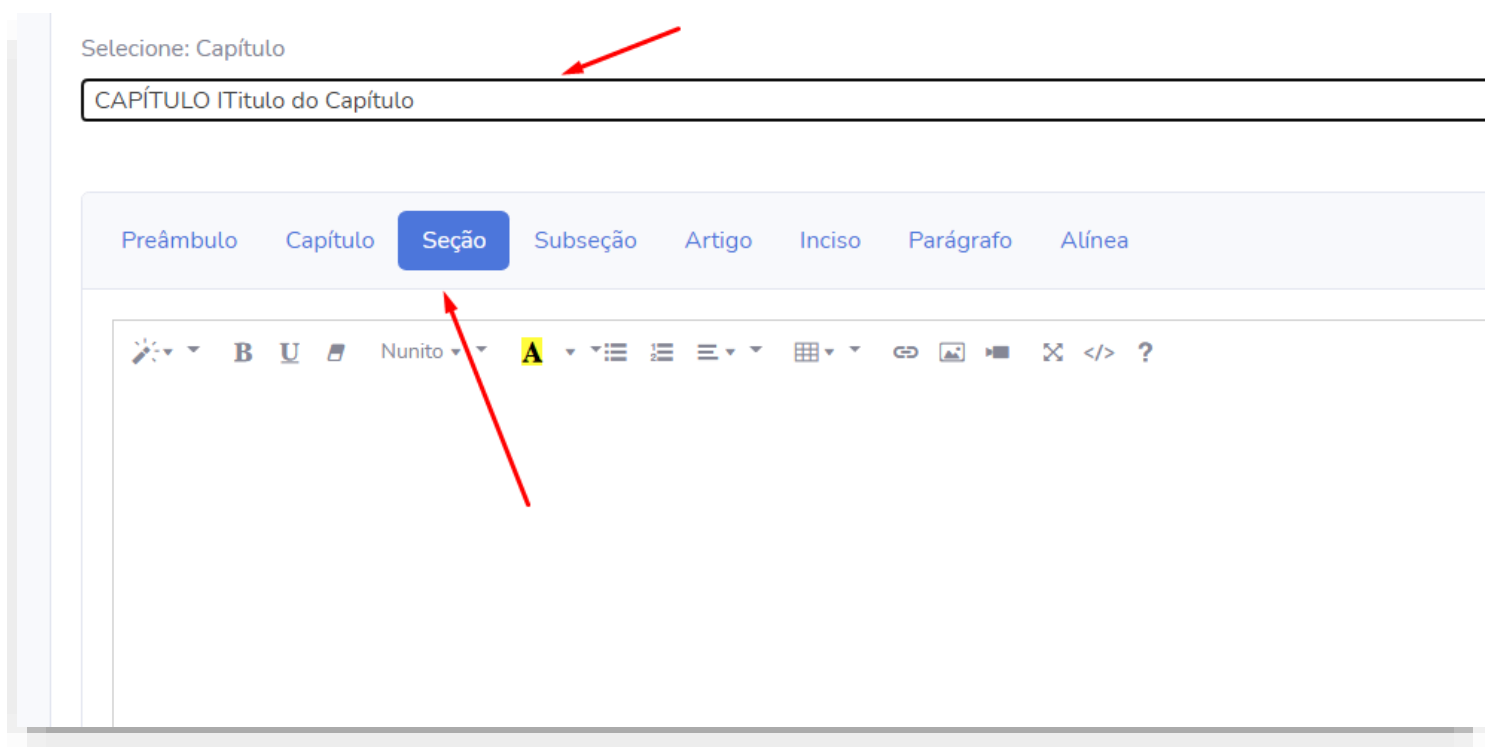 Selecione: Capítulo
CAPÍTULO ITitulo do Capítulo
Preâmbulo Capítulo Seção Subseção Artigo Inciso Parágrafo Alínea
B U Nunito A </> ?